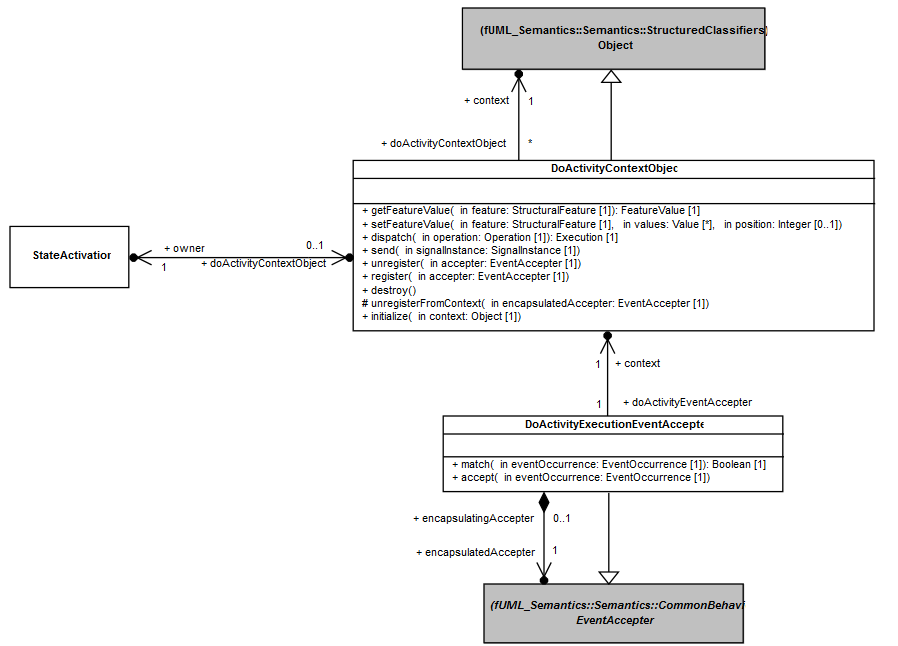 (fUML_Semantics::Semantics::StructuredClassifiers)
Object
+ context
1
+ doActivityContextObject
*
DoActivityContextObjec
+ getFeatureValue( in feature: StructuralFeature [1]): FeatureValue [1]
+ setFeatureValue( in feature: StructuralFeature [1], in values: Value [*], in position: Integer [0..1])
+ dispatch( in operation: Operation [1]): Execution [1]
+ send( in signalInstance: SignalInstance [1])
+ unregister( in accepter: EventAccepter [1])
+ register( in accepter: EventAccepter [1])
+ destroy()
# unregisterFromContext( in encapsulatedAccepter: EventAccepter [1])
+ initialize( in context: Object [1])
StateActivation
+ owner
0..1
1
+ doActivityContextObject
1
+ context
1
+ doActivityEventAccepter
DoActivityExecutionEventAccepte
+ match( in eventOccurrence: EventOccurrence [1]): Boolean [1]
+ accept( in eventOccurrence: EventOccurrence [1])
+ encapsulatingAccepter
0..1
+ encapsulatedAccepter
1
(fUML_Semantics::Semantics::CommonBehavi
EventAccepter